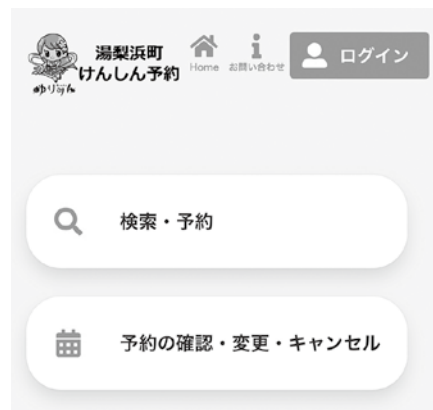 湯梨浜町
けんしん予約
ゆりりん
Home
お問い合わせ
ログイン
検索・予約
予約の確認・変更・キャンセル